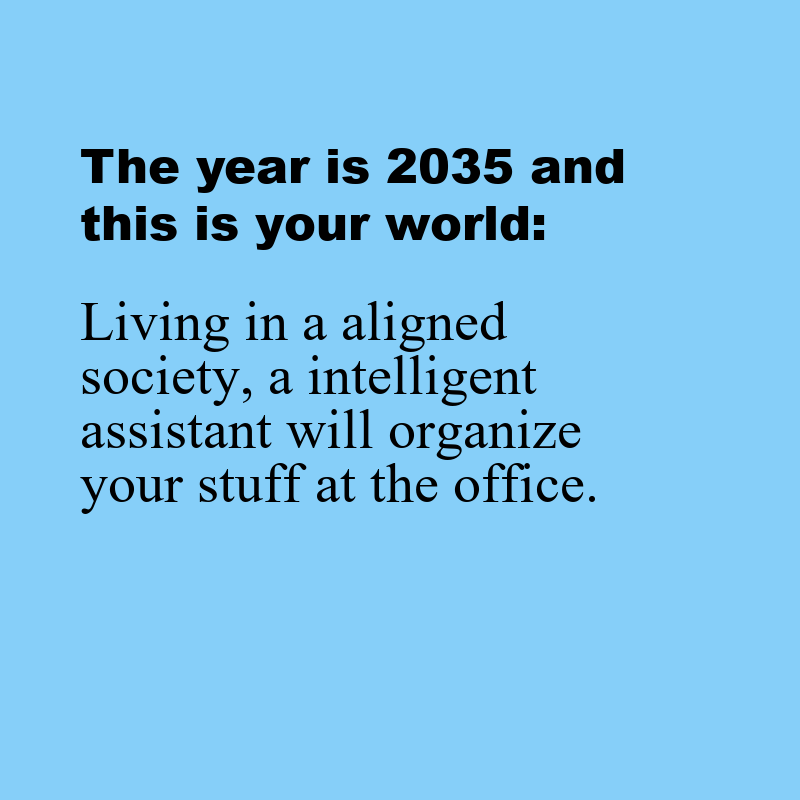 The year is 2035 and
this is your world:
Living in a aligned
society, a intelligent
assistant will organize
your stuff at the office.